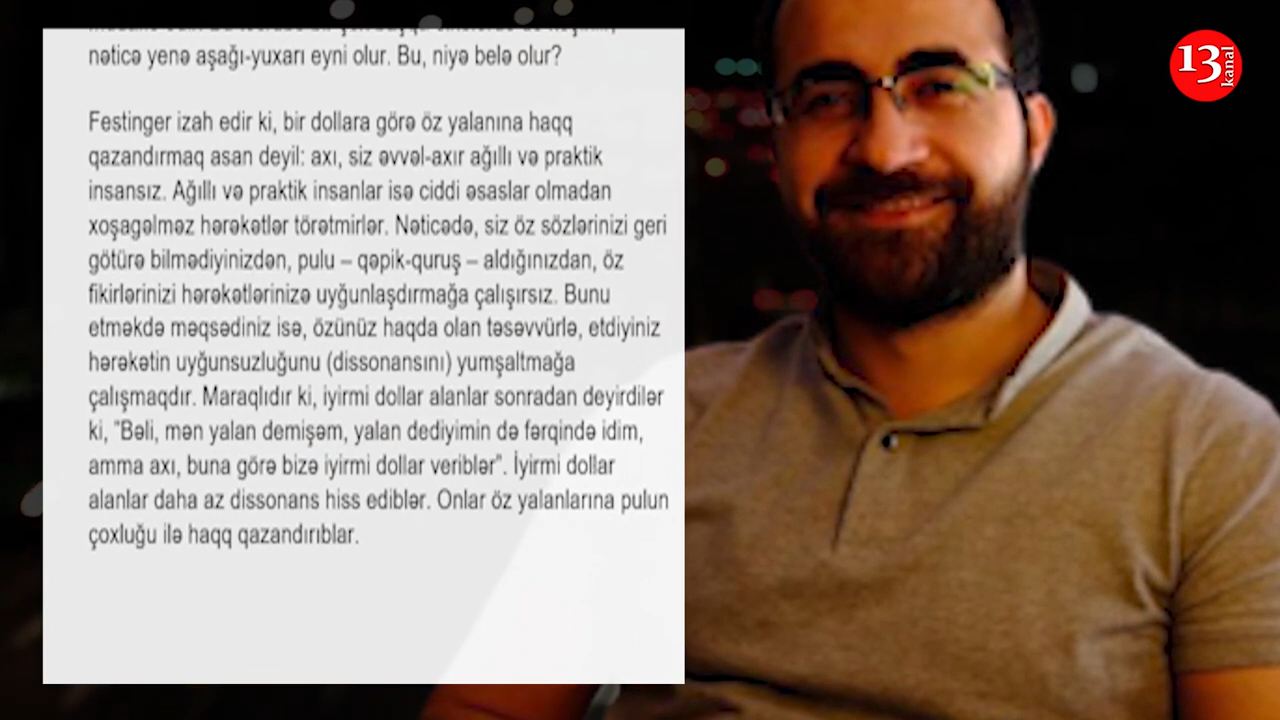 nəticə yenə aşağı-yuxarı eyni olur. Bu, niyə belə olur?
Festinger izah edir ki, bir dollara görə öz yalanına haqq
qazandırmaq asan deyil: axı, siz əvvəl-axır ağıllı və praktik
insansız. Ağıllı və praktik insanlar isə ciddi əsaslar olmadan
xoşagəlməz hərəkətlər törətmirlər. Nəticədə, siz öz sözlərinizi geri
götürə bilmədiyinizdən, pulu – qəpik-quruş – aldığınızdan, öz
fikirlərinizi hərəkətlərinizə uyğunlaşdırmağa çalışırsız. Bunu
etməkdə məqsədiniz isə, özünüz haqda olan təsəvvürlə, etdiyiniz
hərəkətin uyğunsuzluğunu (dissonansını) yumşaltmağa
çalışmaqdır. Maraqlıdır ki, iyirmi dollar alanlar sonradan deyirdilər
ki, "Bəli, mən yalan demişəm, yalan dediyimin də fərqində idim,
amma axı, buna görə bizə iyirmi dollar veriblər". İyirmi dollar
alanlar daha az dissonans hiss ediblər. Onlar öz yalanlarına pulun
çoxluğu ilə haqq qazandırıblar.
13
kanal